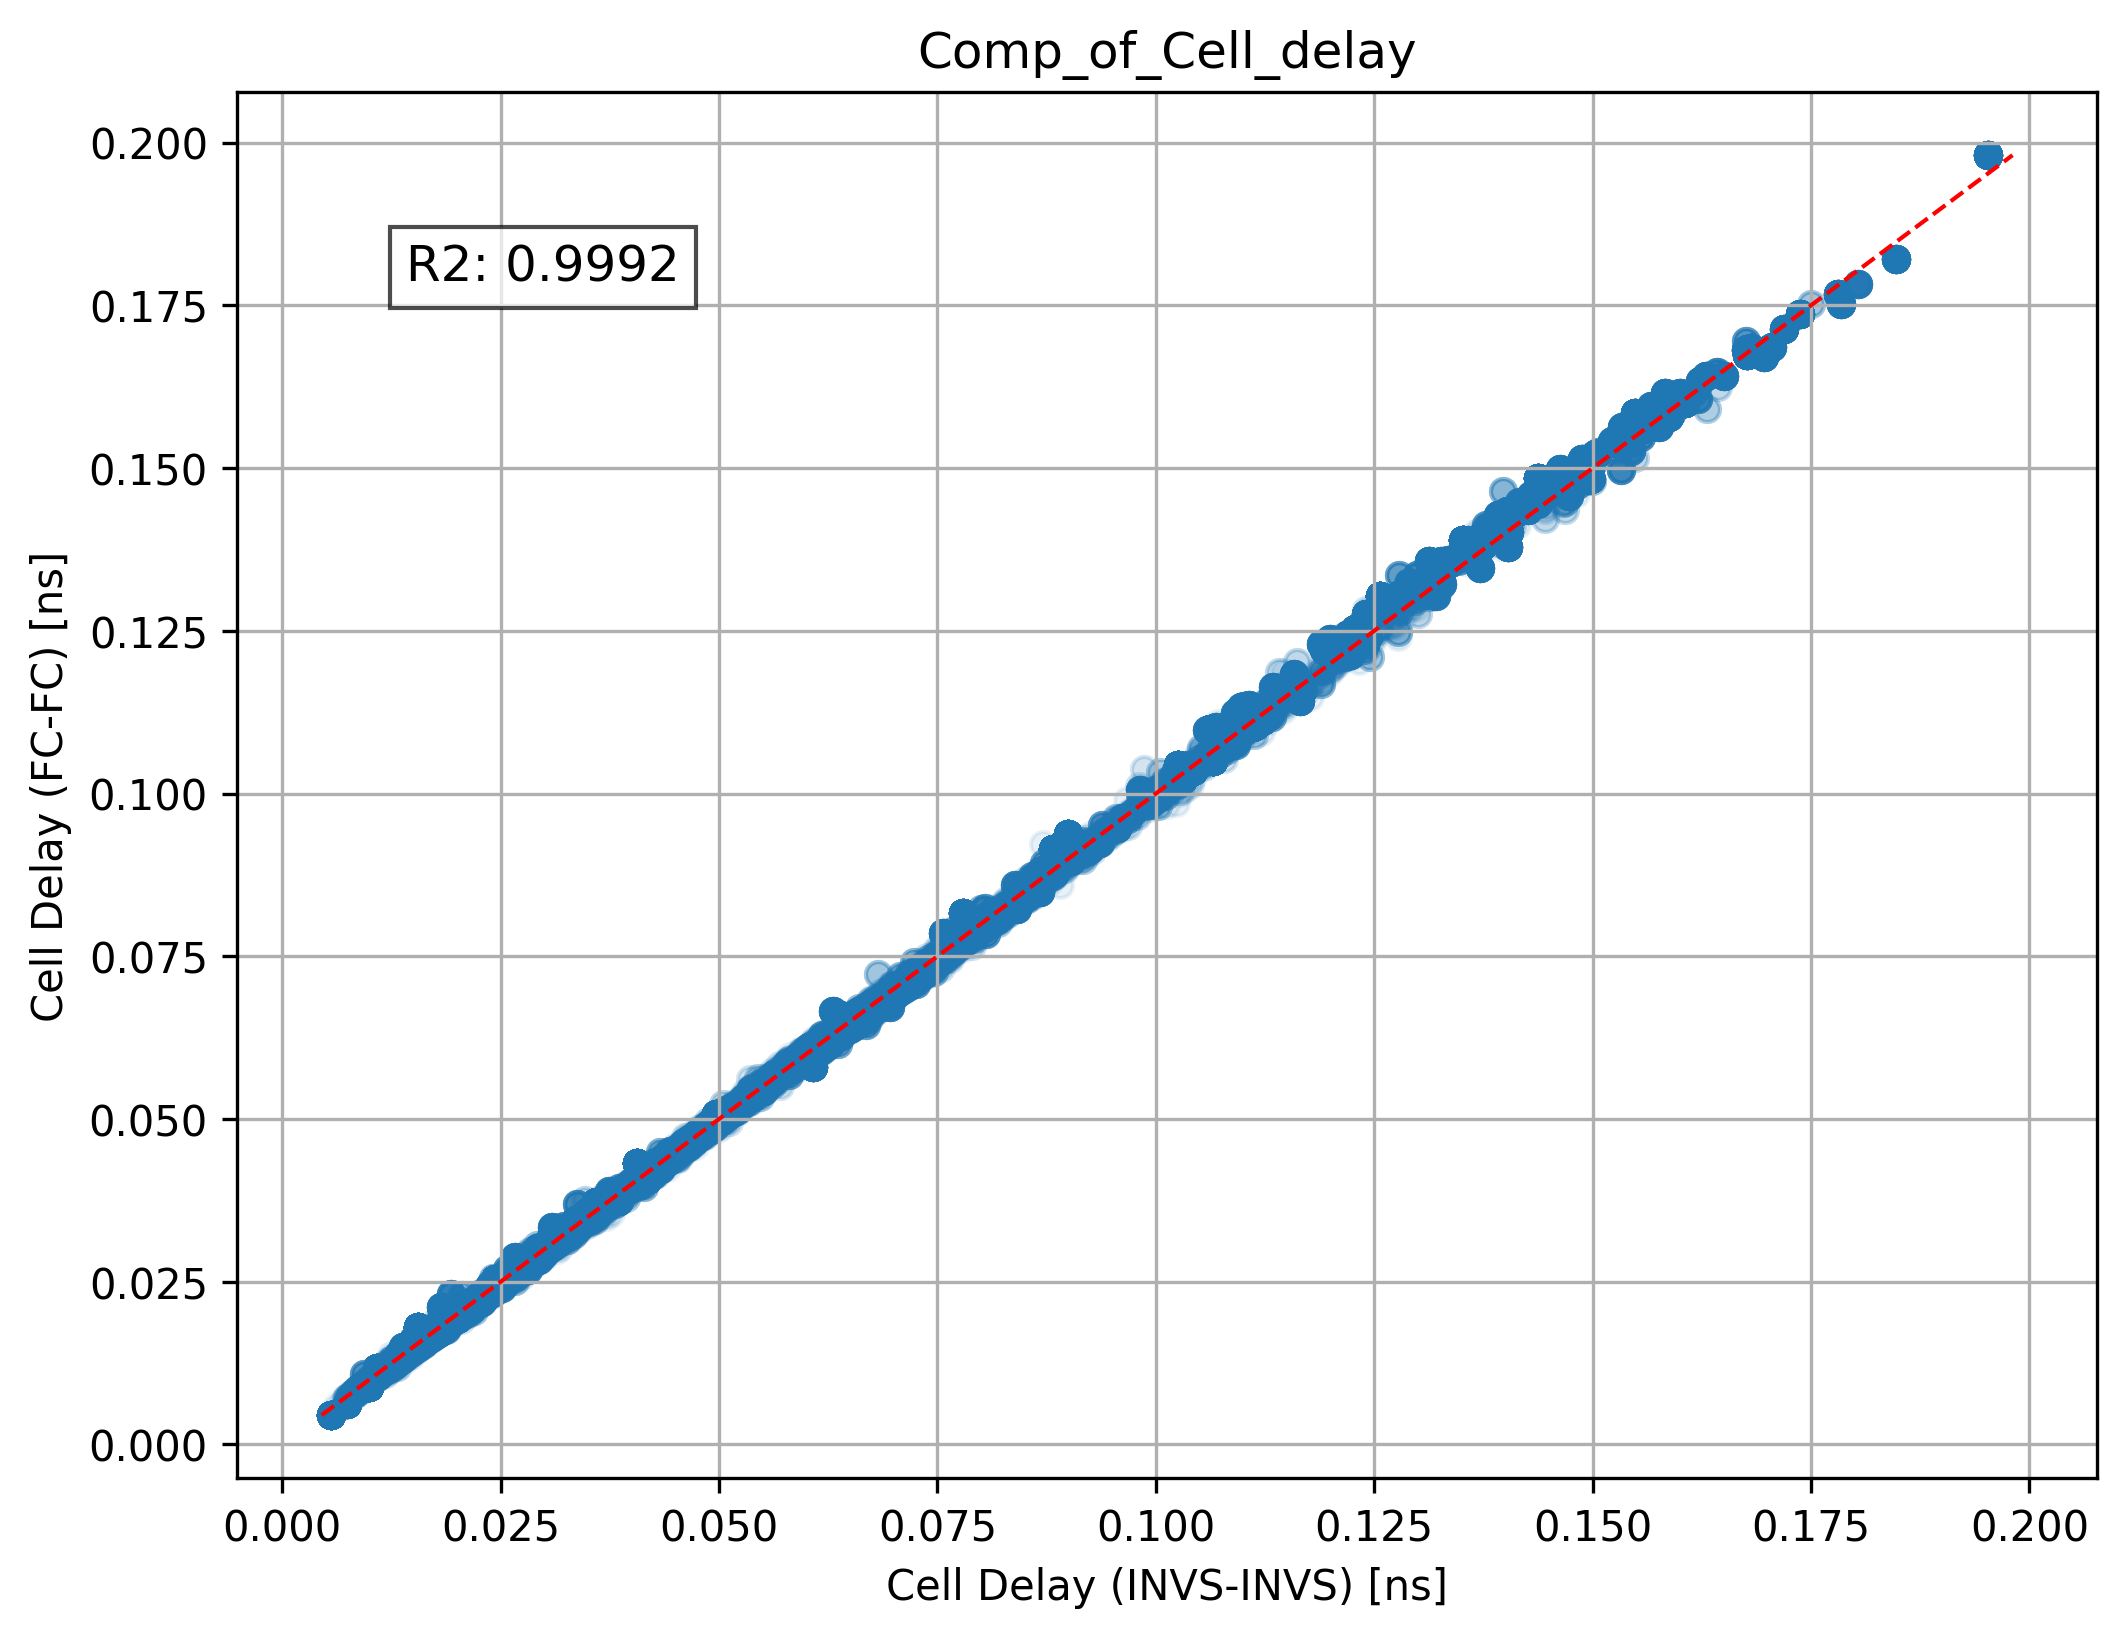 Comp_of_Cell_delay
R2: 0.9992
Cell Delay (FC-FC) [ns]
0.200
0.175
0.150
0.125
0.100
0.075
0.050
0.025
0.000
0.000 0.025 0.050 0.075 0.100 0.125 0.150 0.175 0.200
Cell Delay (INVS-INVS) [ns]